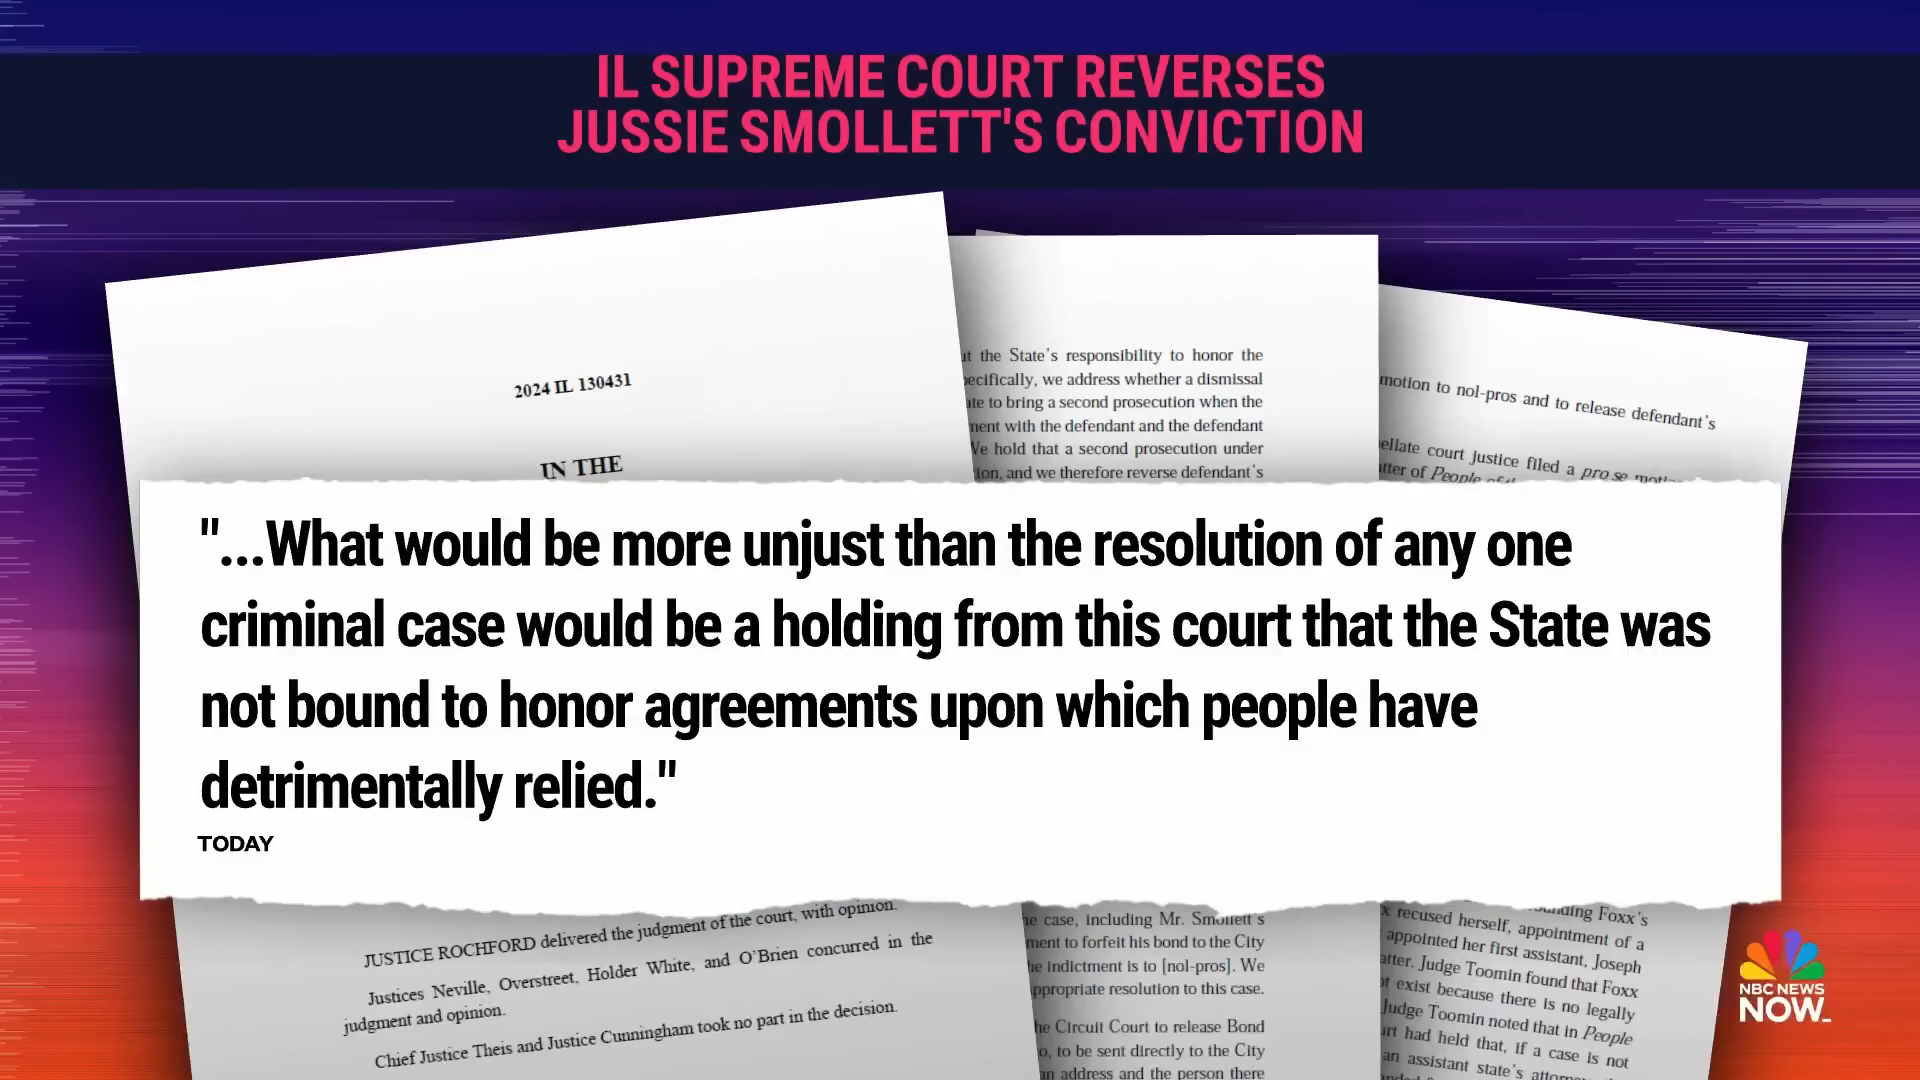 IL SUPREME COURT REVERSES
JUSSIE SMOLLETT'S CONVICTION
2024 IL 130431
IN THE
the State's responsibility to honor the
we address whether a dismissal
to bring a second prosecution when the
with the defendant and the defendant
hold that a second prosecution under
and we therefore reverse defendant's
motion to nol-pros and to release defendant's
court justice filed a pro se
of People
"...What would be more unjust than the resolution of any one
criminal case would be a holding from this court that the State was
not bound to honor agreements upon which people have
detrimentally relied."
TODAY
JUSTICE ROCHFORD delivered the judgment of the court, with opinion.
Justices Neville, Overstreet, Holder White, and O'Brien concurred in the
judgment and opinion.
Chief Justice Theis and Justice Cunningham took no part in the decision.
case, including Mr. Smollett's
to forfeit his bond to the City
indictment is to [nol-pros]. We
resolution to this case.
Circuit Court to release Bond
to be sent directly to the City
address and the person there
Foxx's
recused herself, appointment of a
appointed her first assistant, Joseph
Judge Toomin found that Foxx
exist because there is no legally
Judge Toomin noted that in People
had held that, if a case is not
an assistant state's
NBC NEWS
NOW